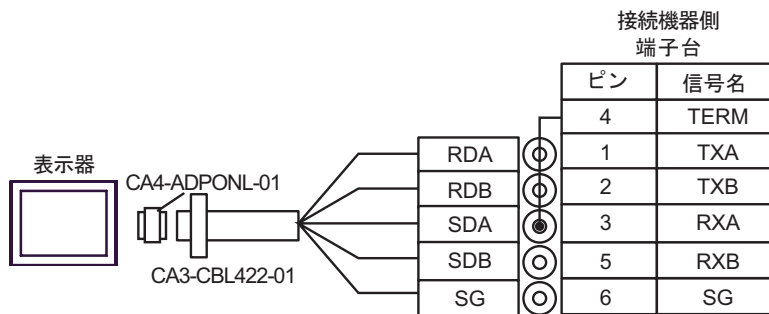 接続機器側
端子台
ピン 信号名
4 TERM
RDA 1 TXA
RDB 2 TXB
SDA 3 RXA
SDB 5 RXB
SG 6 SG
表示器
CA4-ADPONL-01
CA3-CBL422-01